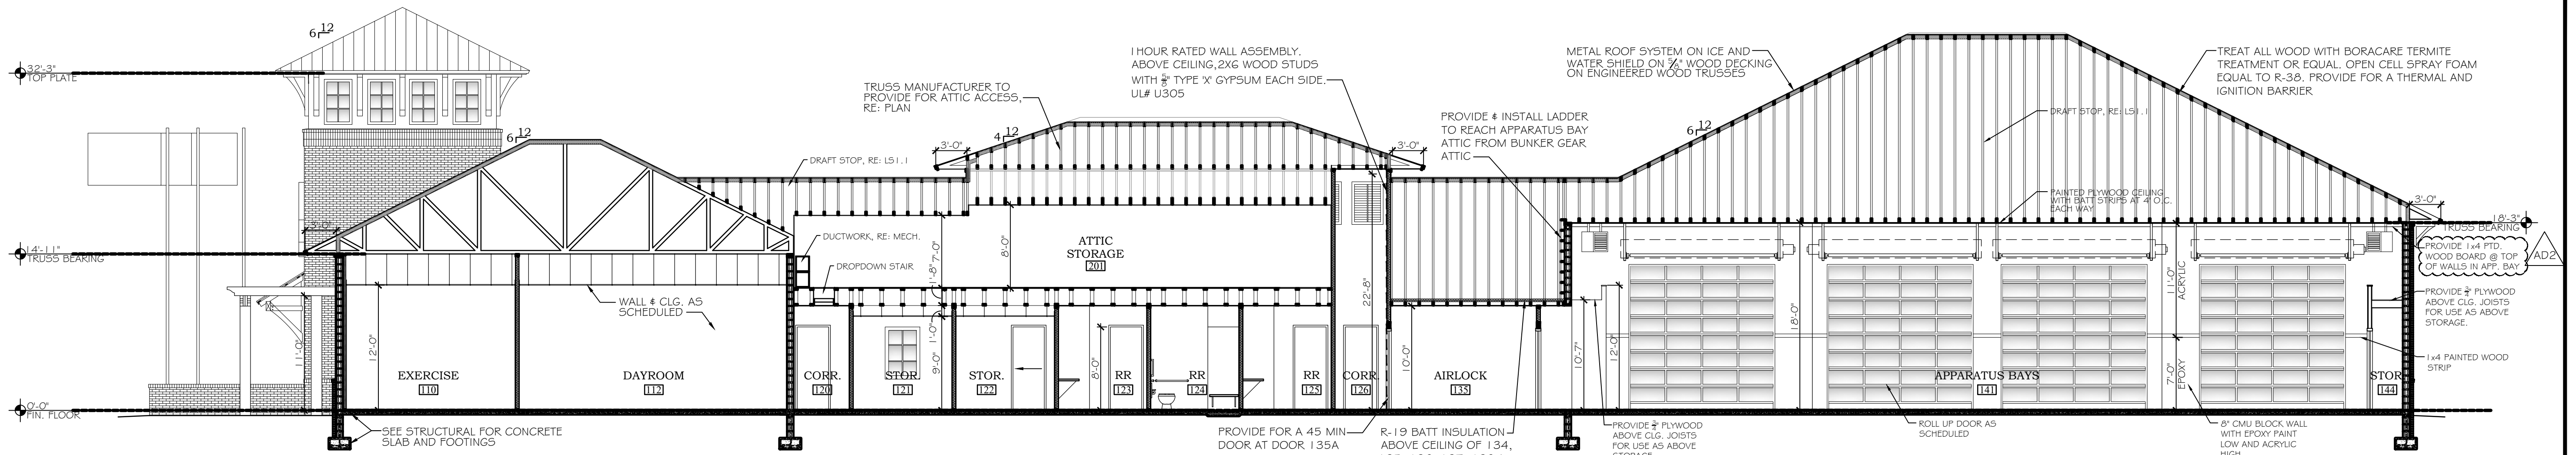 6
12
32'-3"
TOP PLATE
6
12
3'-0"
14'-11"
TRUSS BEARING
11'-0"
12'-0"
0'-0"
FIN. FLOOR
EXERCISE
110
DAYROOM
112
WALL & CLG. AS
SCHEDULED
SEE STRUCTURAL FOR CONCRETE
SLAB AND FOOTINGS
TRUSS MANUFACTURER TO
PROVIDE FOR ATTIC ACCESS,
RE: PLAN
DRAFT STOP, RE: LS1.1
3'-0"
4
12
DUCTWORK, RE: MECH.
DROPDOWN STAIR
7'-0"
1'-8"
1'-0"
9'-0"
8'-0"
ATTIC
STORAGE
201
CORR.
120
STOR.
121
STOR.
122
8'-0"
RR
123
RR
124
RR
125
CORR.
126
22'-8"
1 HOUR RATED WALL ASSEMBLY.
ABOVE CEILING,2X6 WOOD STUDS
WITH ⅝" TYPE 'X' GYPSUM EACH SIDE.
UL# U305
3'-0"
PROVIDE & INSTALL LADDER
TO REACH APPARATUS BAY
ATTIC FROM BUNKER GEAR
ATTIC
10'-0"
AIRLOCK
135
PROVIDE FOR A 45 MIN
DOOR AT DOOR 135A
R-19 BATT INSULATION
ABOVE CEILING OF 134,
10'-7"
12'-0"
PROVIDE ¾" PLYWOOD
ABOVE CLG. JOISTS
FOR USE AS ABOVE
STORAGE.
METAL ROOF SYSTEM ON ICE AND
WATER SHIELD ON ⅝" WOOD DECKING
ON ENGINEERED WOOD TRUSSES
6
12
TREAT ALL WOOD WITH BORACARE TERMITE
TREATMENT OR EQUAL. OPEN CELL SPRAY FOAM
EQUAL TO R-38. PROVIDE FOR A THERMAL AND
IGNITION BARRIER
DRAFT STOP, RE: LS1.1
PAINTED PLYWOOD CEILING
WITH BATT STRIPS AT 4' O.C.
EACH WAY
18'-0"
11'-0"
ACRYLIC
7'-0"
EPOXY
APPARATUS BAYS
141
ROLL UP DOOR AS
SCHEDULED
8" CMU BLOCK WALL
WITH EPOXY PAINT
LOW AND ACRYLIC
HIGH
STOR.
144
3'-0"
18'-3"
TRUSS BEARING
PROVIDE 1x4 PTD.
WOOD BOARD @ TOP
OF WALLS IN APP. BAY
AD2
PROVIDE ¾" PLYWOOD
ABOVE CLG. JOISTS
FOR USE AS ABOVE
STORAGE.
1x4 PAINTED WOOD
STRIP